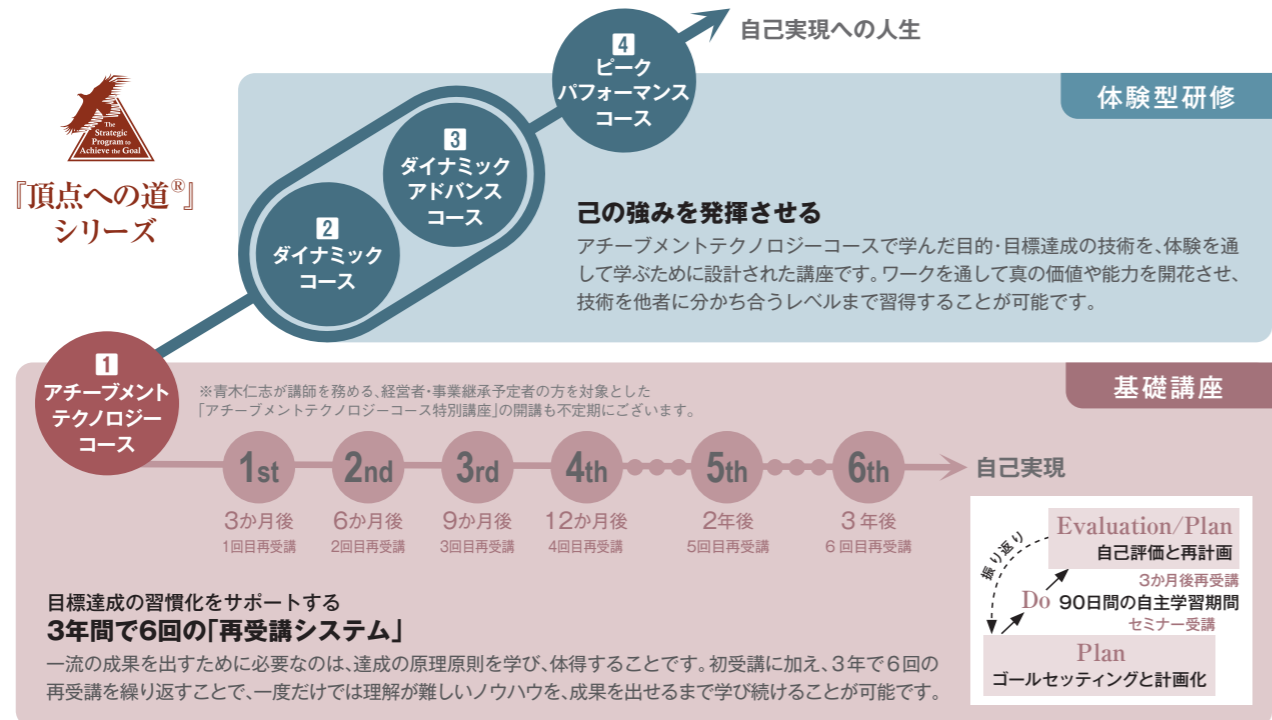 The
Strategic
Program to
Achieve the Goal
『頂点への道®』
シリーズ
4
ピーク
パフォーマンス
コース
自己実現への人生
体験型研修
3
ダイナミック
アドバンス
コース
2
ダイナミック
コース
己の強みを発揮させる
アチーブメントテクノロジーコースで学んだ目的・目標達成の技術を、体験を通
して学ぶために設計された講座です。ワークを通して真の価値や能力を開花させ、
技術を他者に分かち合うレベルまで習得することが可能です。
1
アチーブメント
テクノロジー
コース
基礎講座
※青木仁志が講師を務める、経営者・事業継承予定者の方を対象とした
「アチーブメントテクノロジーコース特別講座」の開講も不定期にございます。
1st 2nd 3rd 4th 5th 6th 自己実現
3か月後 6か月後 9か月後 12か月後 2年後 3年後
1回目再受講 2回目再受講 3回目再受講 4回目再受講 5回目再受講 6回目再受講
目標達成の習慣化をサポートする
3年間で6回の「再受講システム」
一流の成果を出すために必要なのは、達成の原理原則を学び、体得することです。初受講に加え、3年で6回の
再受講を繰り返すことで、一度だけでは理解が難しいノウハウを、成果を出せるまで学び続けることが可能です。
Evaluation/Plan
自己評価と再計画
振り返り
3か月後再受講
Do 90日間の自主学習期間
セミナー受講
Plan
ゴールセッティングと計画化